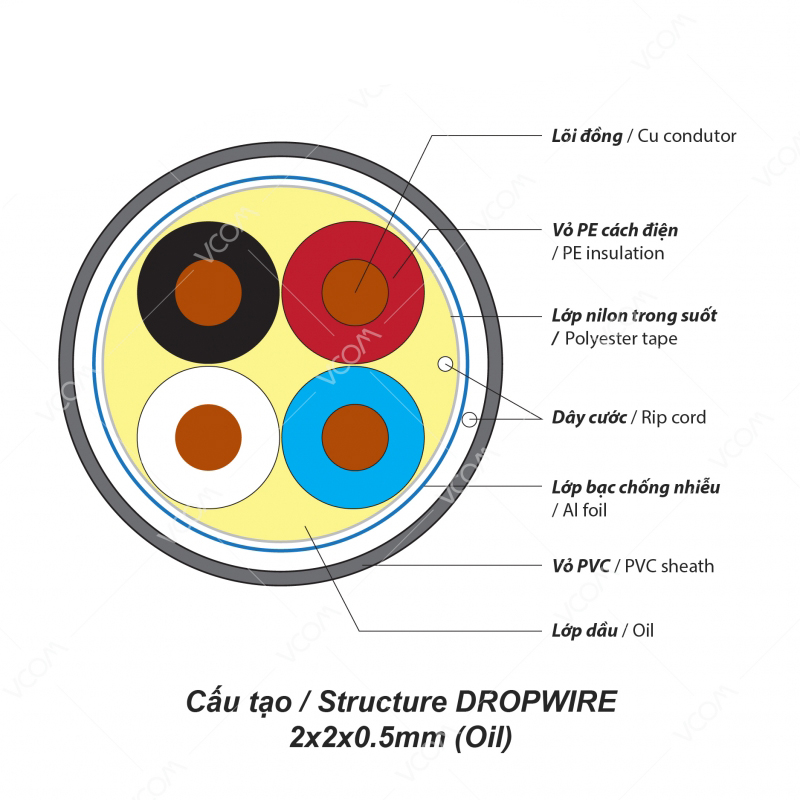 Lõi đồng / Cu condutor
Vỏ PE cách điện
/ PE insulation
Lớp nilon trong suốt
/ Polyester tape
Dây cước / Rip cord
Lớp bạc chống nhiễu
/ Al foil
Vỏ PVC / PVC sheath
Lớp dầu / Oil
Cấu tạo / Structure DROPWIRE
2x2x0.5mm (Oil)
VCOM